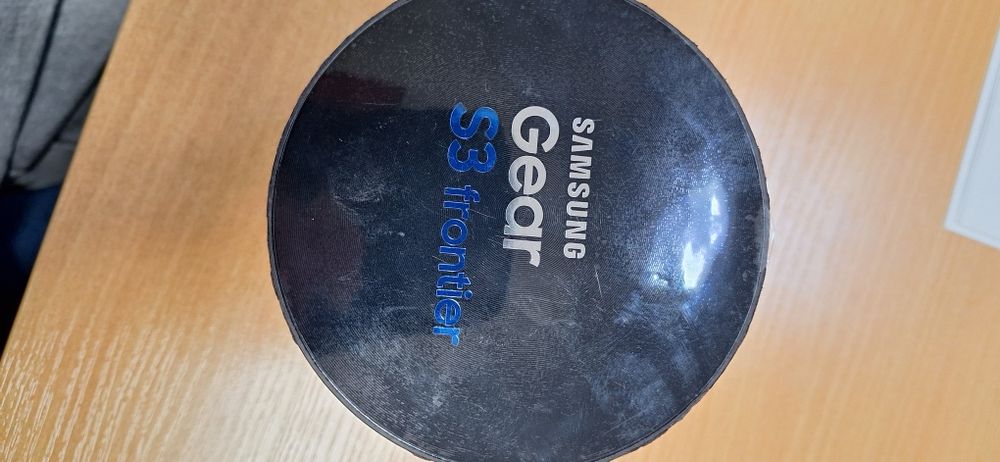 SAMSUNG
Gear
S3 frontier